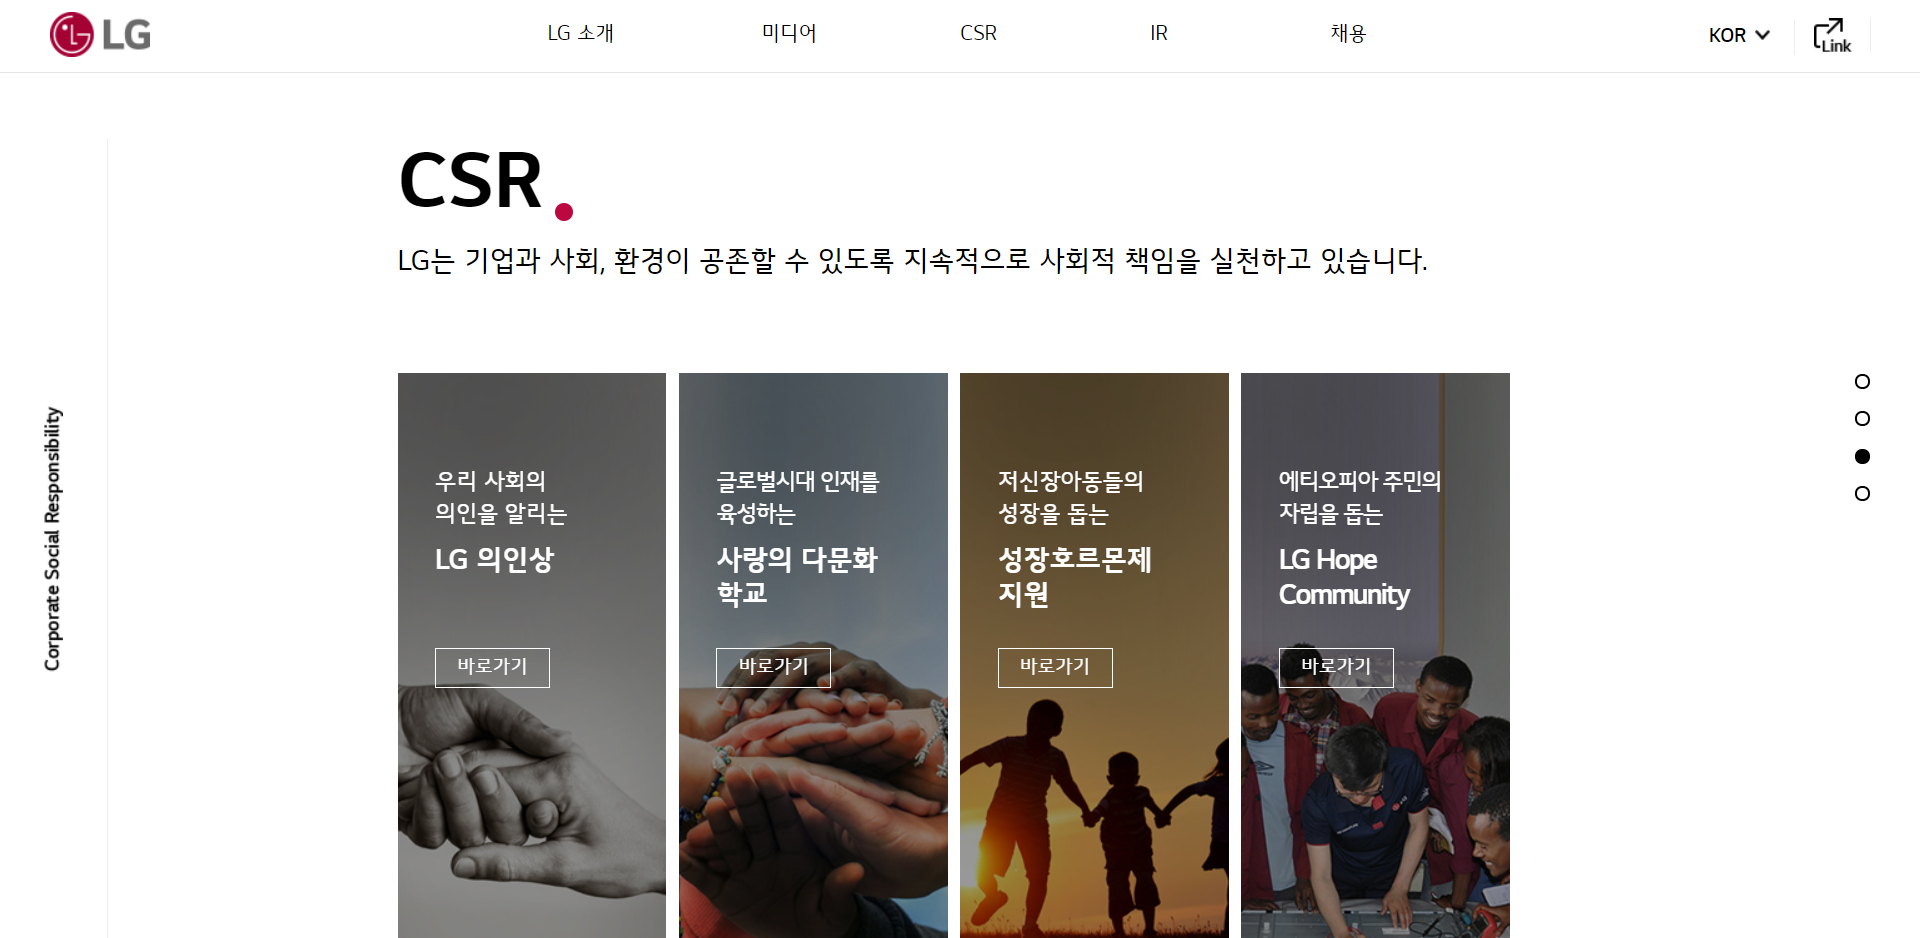 LG
LG 소개
미디어
CSR
IR
채용
KOR
Link
CSR.
LG는 기업과 사회, 환경이 공존할 수 있도록 지속적으로 사회적 책임을 실천하고 있습니다.
Corporate Social Responsibility
우리 사회의
의인을 알리는
LG 의인상
바로가기
글로벌시대 인재를
육성하는
사랑의 다문화
학교
바로가기
저신장아동들의
성장을 돕는
성장호르몬제
지원
바로가기
에티오피아 주민의
자립을 돕는
LG Hope
Community
바로가기